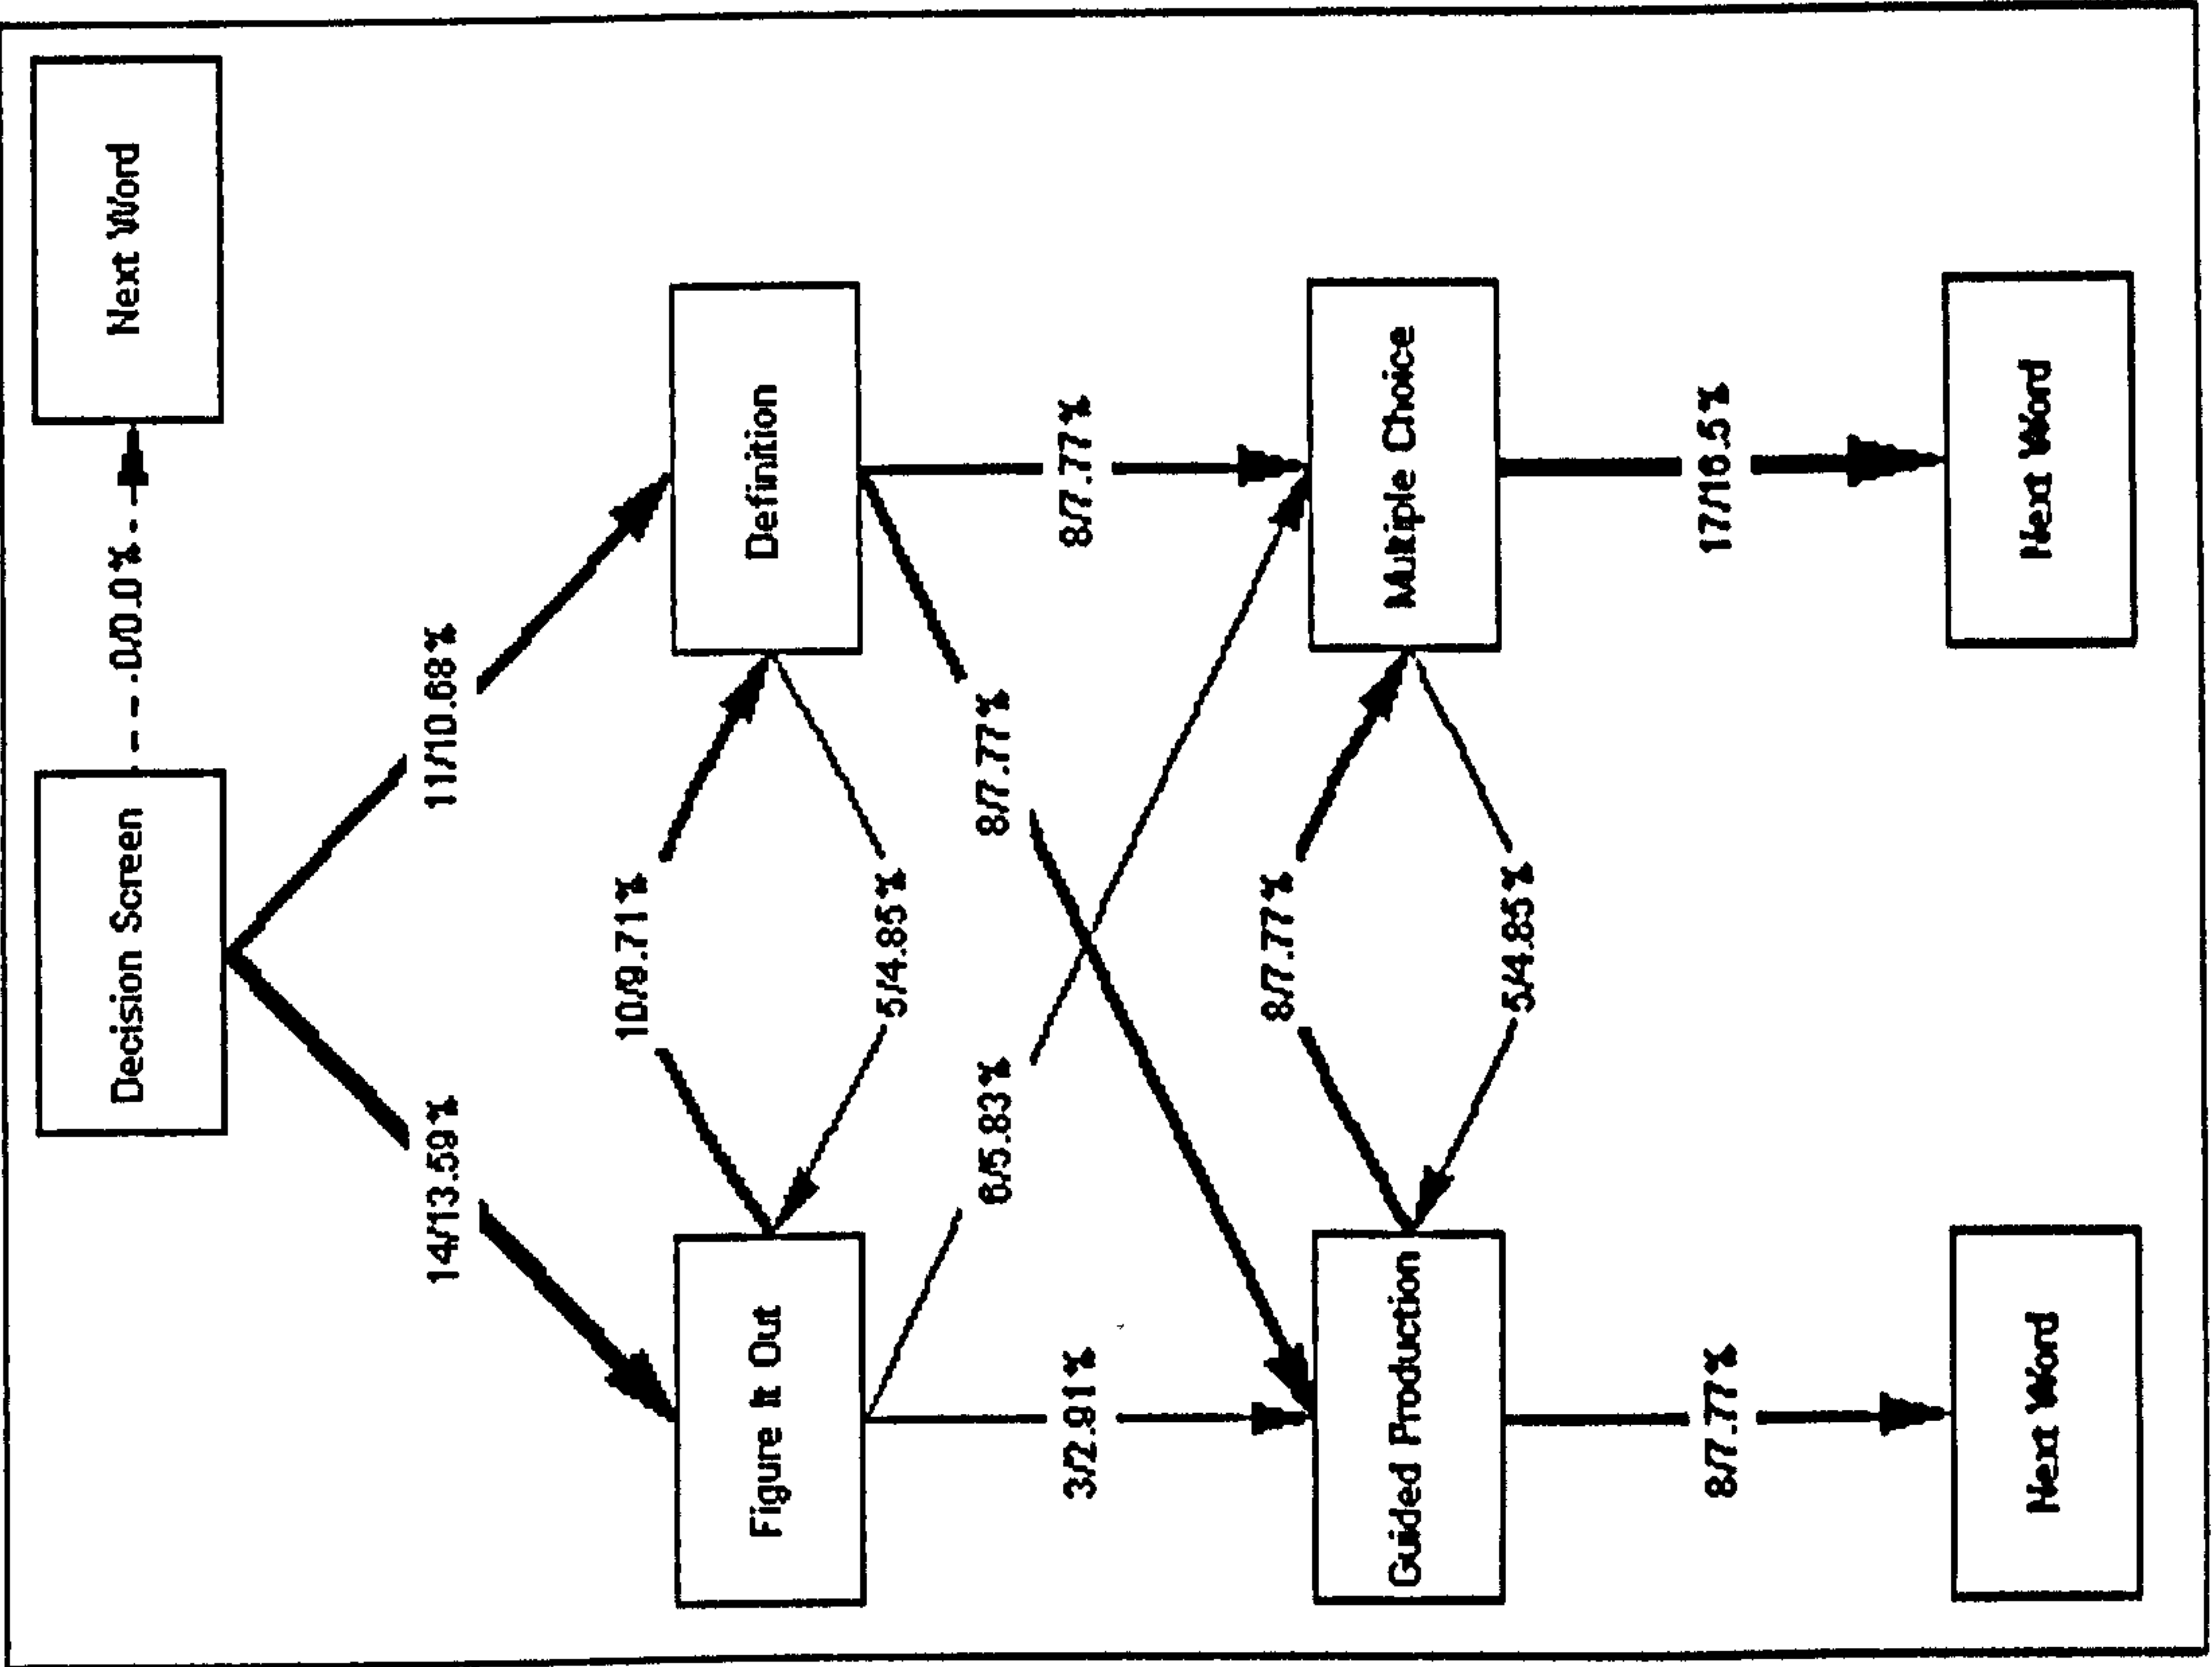 Decision Screen
0/0.0%
Next Word
14/13.59%
11/10.68%
10/9.71%
Figure It Out
Definition
5/4.85%
6/5.83%
8/7.77%
3/2.91%
8/7.77%
8/7.77%
Guided Production
Multiple Choice
5/4.85%
8/7.77%
17/16.5%
Next Word
Next Word